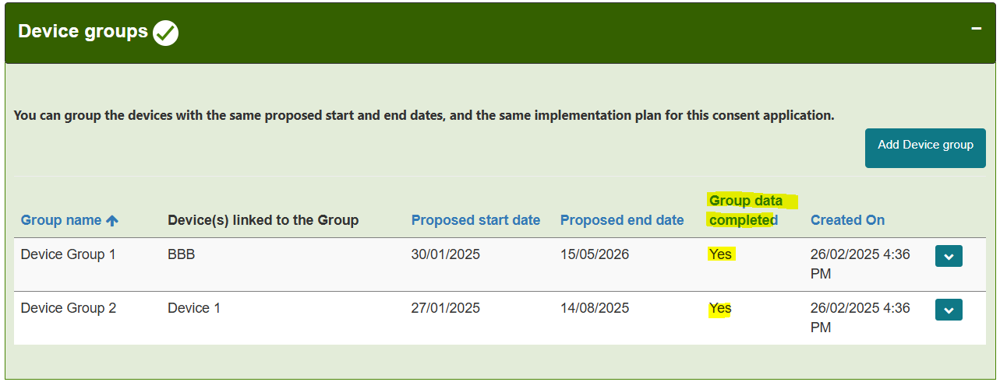 Device groups
You can group the devices with the same proposed start and end dates, and the same implementation plan for this consent application.
Add Device group
Group name Device(s) linked to the Group Proposed start date Proposed end date Group data completed Created On
Device Group 1 BBB 30/01/2025 15/05/2026 Yes 26/02/2025 4:36 PM
Device Group 2 Device 1 27/01/2025 14/08/2025 Yes 26/02/2025 4:36 PM